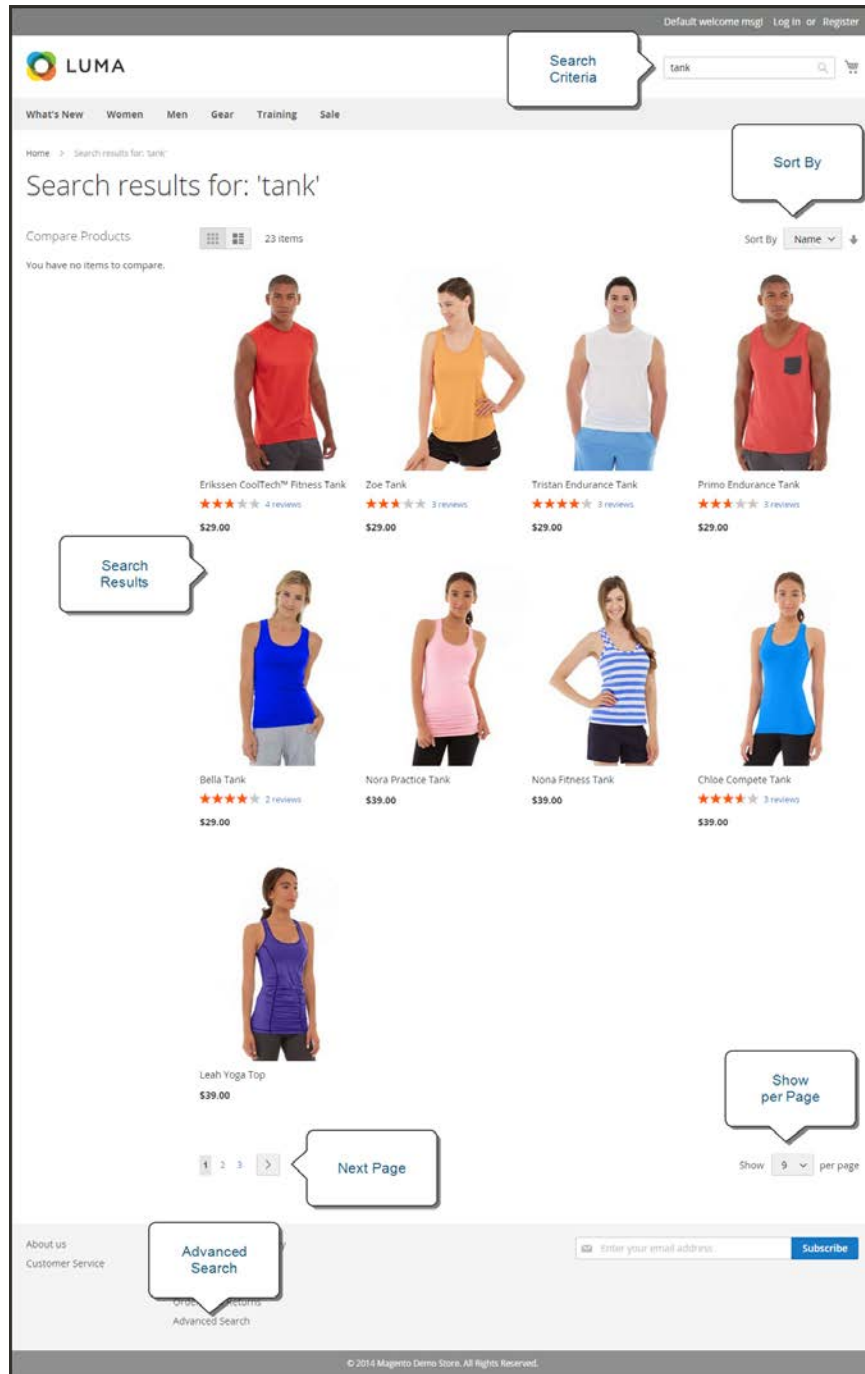 Default welcome msg! Log In or Register
LUMA
Search
Criteria
tank
What's New Women Men Gear Training Sale
Home > Search results for: 'tank'
Search results for: 'tank'
Sort By
Compare Products
23 items
Sort By Name
You have no items to compare.
Erikssen CoolTech™ Fitness Tank
4 reviews
$29.00
Zoe Tank
3 reviews
$29.00
Tristan Endurance Tank
3 reviews
$29.00
Primo Endurance Tank
3 reviews
$29.00
Search
Results
Bella Tank
2 reviews
$29.00
Nora Practice Tank
$39.00
Nona Fitness Tank
$39.00
Chloe Compete Tank
3 reviews
$39.00
Leah Yoga Top
$39.00
Show
per Page
1 2 3 >
Next Page
Show 9 per page
About us
Customer Service
Advanced
Search
Returns
Advanced Search
Enter your email address
Subscribe
© 2014 Magento Demo Store. All Rights Reserved.